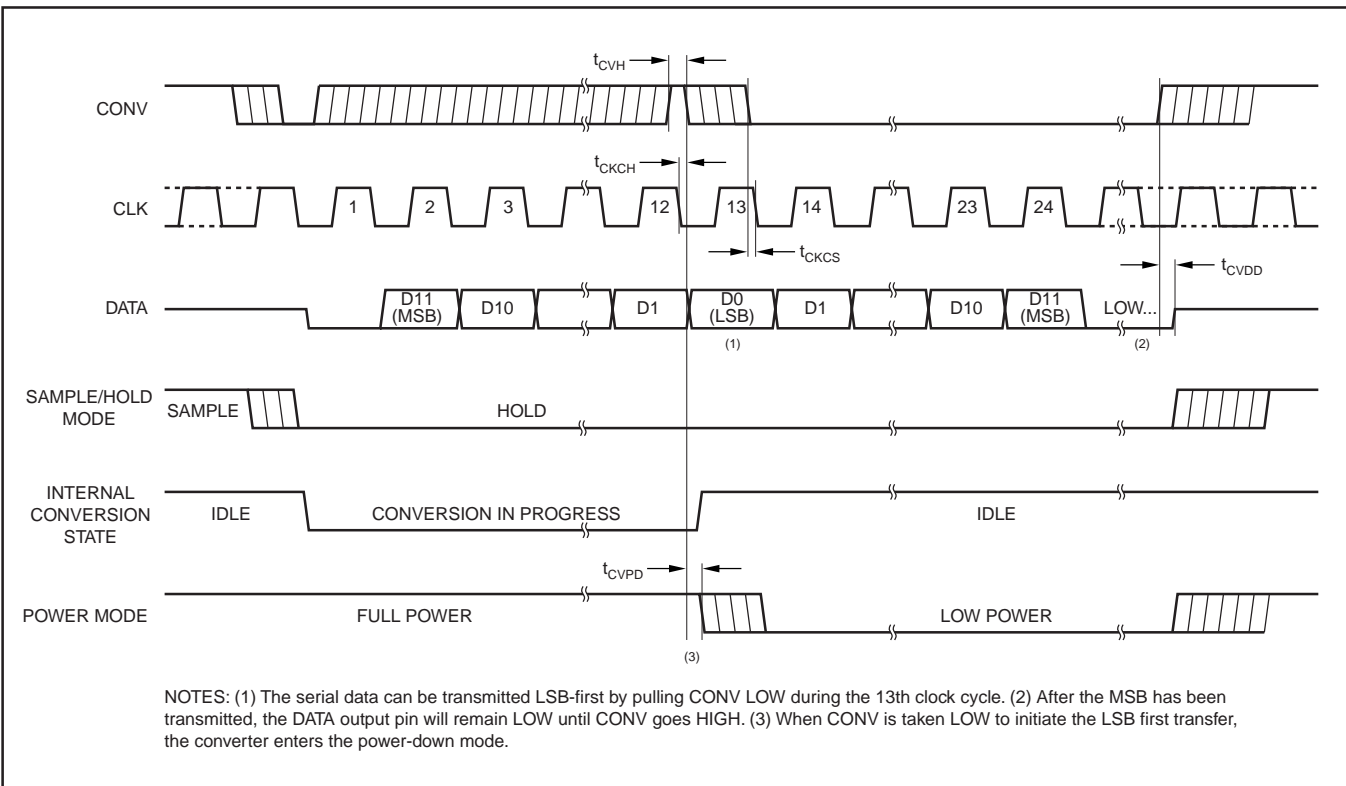 tCVH
CONV
tCKCH
CLK
1 2 3 12 13 14 23 24
tCKCS
tCVDD
DATA
D11 (MSB) D10 D1 D0 (LSB) D1 D10 D11 (MSB) LOW...
(1) (2)
SAMPLE/HOLD
MODE
SAMPLE
HOLD
INTERNAL
CONVERSION
STATE
IDLE
CONVERSION IN PROGRESS
IDLE
tCVPD
POWER MODE
FULL POWER
LOW POWER
(3)
NOTES: (1) The serial data can be transmitted LSB-first by pulling CONV LOW during the 13th clock cycle. (2) After the MSB has been
transmitted, the DATA output pin will remain LOW until CONV goes HIGH. (3) When CONV is taken LOW to initiate the LSB first transfer,
the converter enters the power-down mode.